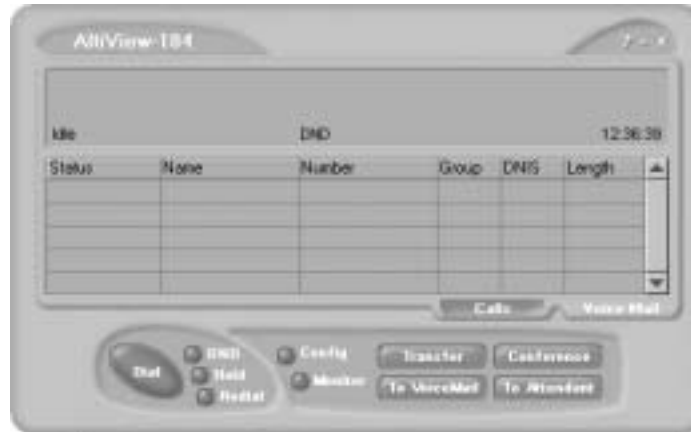 AltiView-184
? - ×
Idle DND 12:36:39
Status Name Number Group DNIS Length
Calls Voice Mail
Dial
DND
Hold
Redial
Config
Monitor
Transfer Conference
To VoiceMail To Attendant